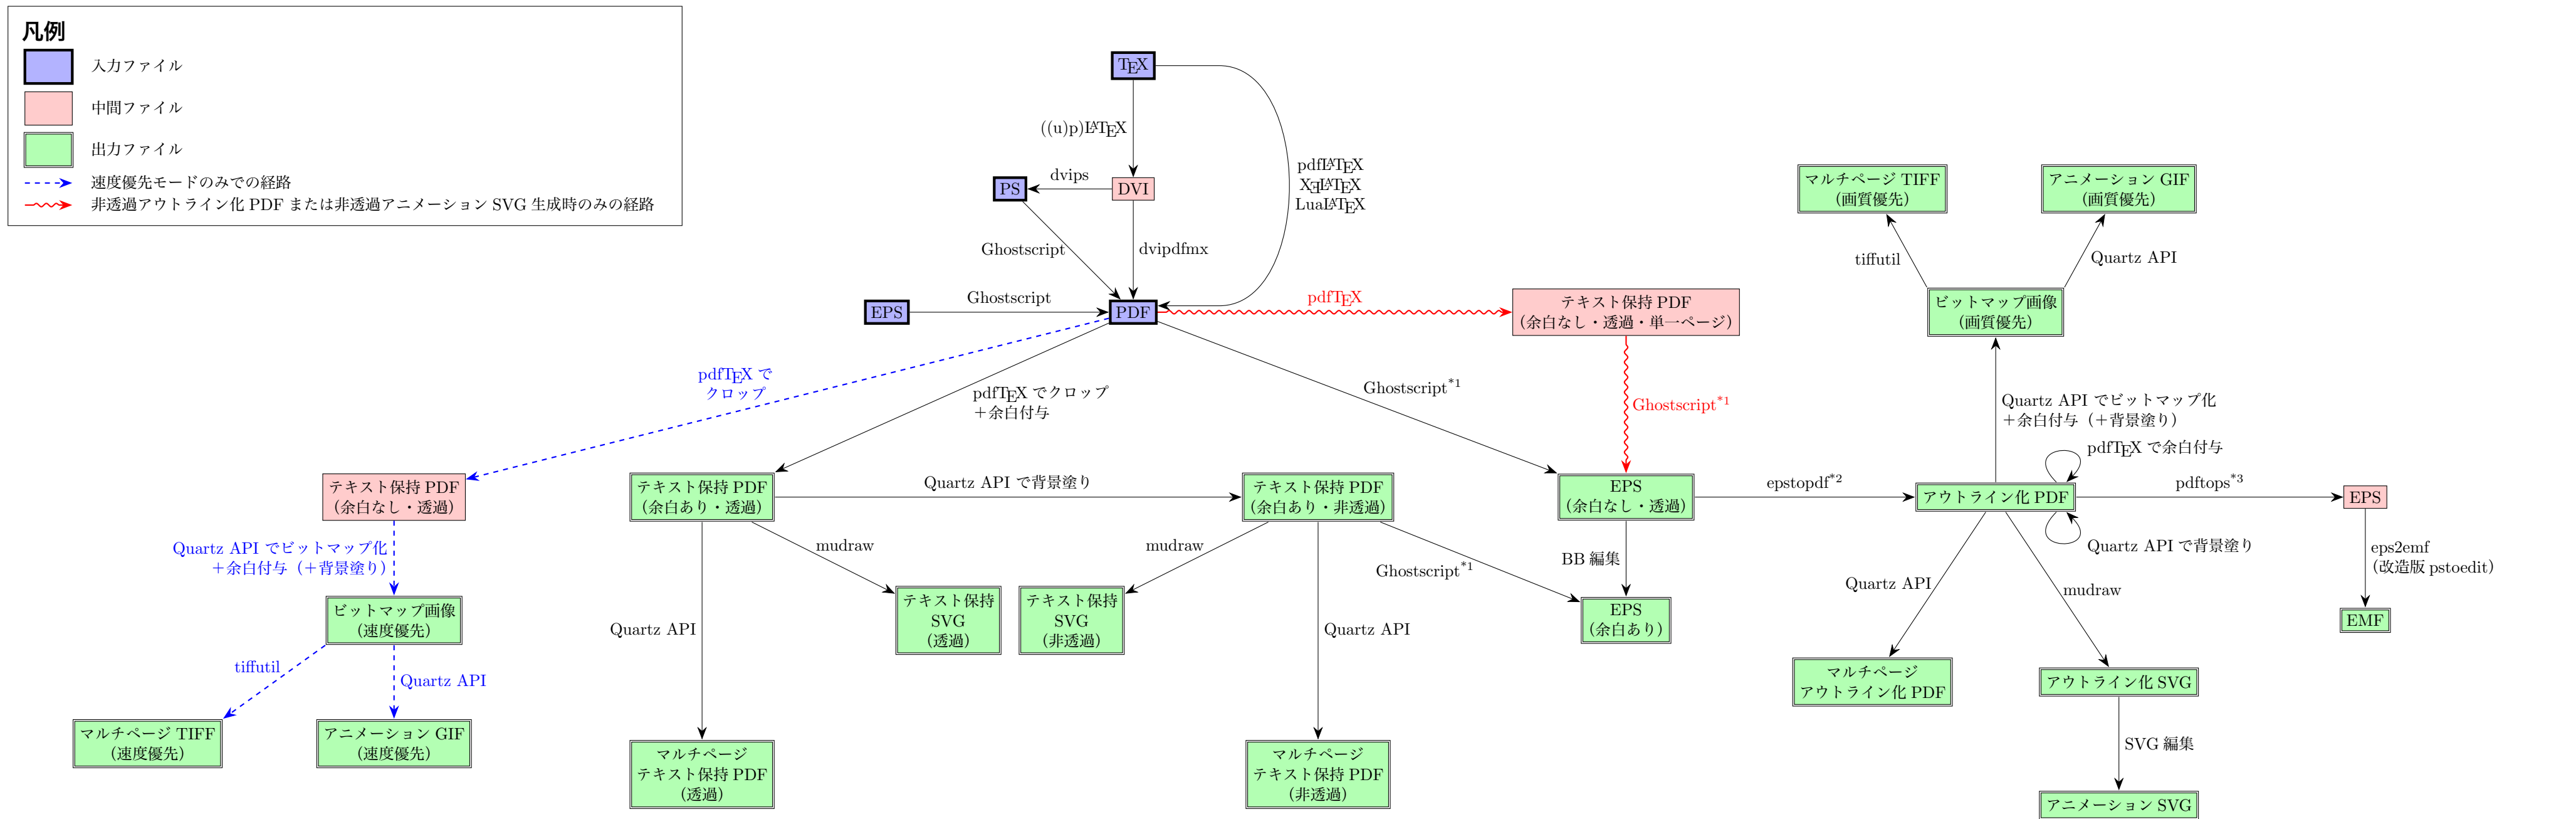 凡例
入力ファイル
中間ファイル
出力ファイル
速度優先モードのみでの経路
非透過アウトライン化 PDF または非透過アニメーション SVG 生成時のみの経路
TEX
((u)p)LATEX
pdfLATEX
XƎLATEX
LuaLATEX
PS
dvips
DVI
Ghostscript
dvipdfmx
EPS
Ghostscript
PDF
pdfTEX
テキスト保持 PDF
(余白なし・透過・単一ページ)
マルチページ TIFF
(画質優先)
アニメーション GIF
(画質優先)
tiffutil
Quartz API
ビットマップ画像
(画質優先)
pdfTEX で
クロップ
pdfTEX でクロップ
＋余白付与
Ghostscript*1
Ghostscript*1
Quartz API でビットマップ化
＋余白付与（＋背景塗り）
pdfTEX で余白付与
テキスト保持 PDF
(余白なし・透過)
テキスト保持 PDF
(余白あり・透過)
Quartz API で背景塗り
テキスト保持 PDF
(余白あり・非透過)
EPS
(余白なし・透過)
epstopdf*2
アウトライン化 PDF
pdftops*3
EPS
Quartz API で背景塗り
Quartz API でビットマップ化
＋余白付与（＋背景塗り）
mudraw
mudraw
Ghostscript*1
BB 編集
Quartz API
mudraw
eps2emf
(改造版 pstoedit)
ビットマップ画像
(速度優先)
Quartz API
テキスト保持
SVG
(透過)
テキスト保持
SVG
(非透過)
Quartz API
EPS
(余白あり)
EMF
tiffutil
Quartz API
マルチページ
アウトライン化 PDF
アウトライン化 SVG
マルチページ TIFF
(速度優先)
アニメーション GIF
(速度優先)
マルチページ
テキスト保持 PDF
(透過)
マルチページ
テキスト保持 PDF
(非透過)
SVG 編集
アニメーション SVG